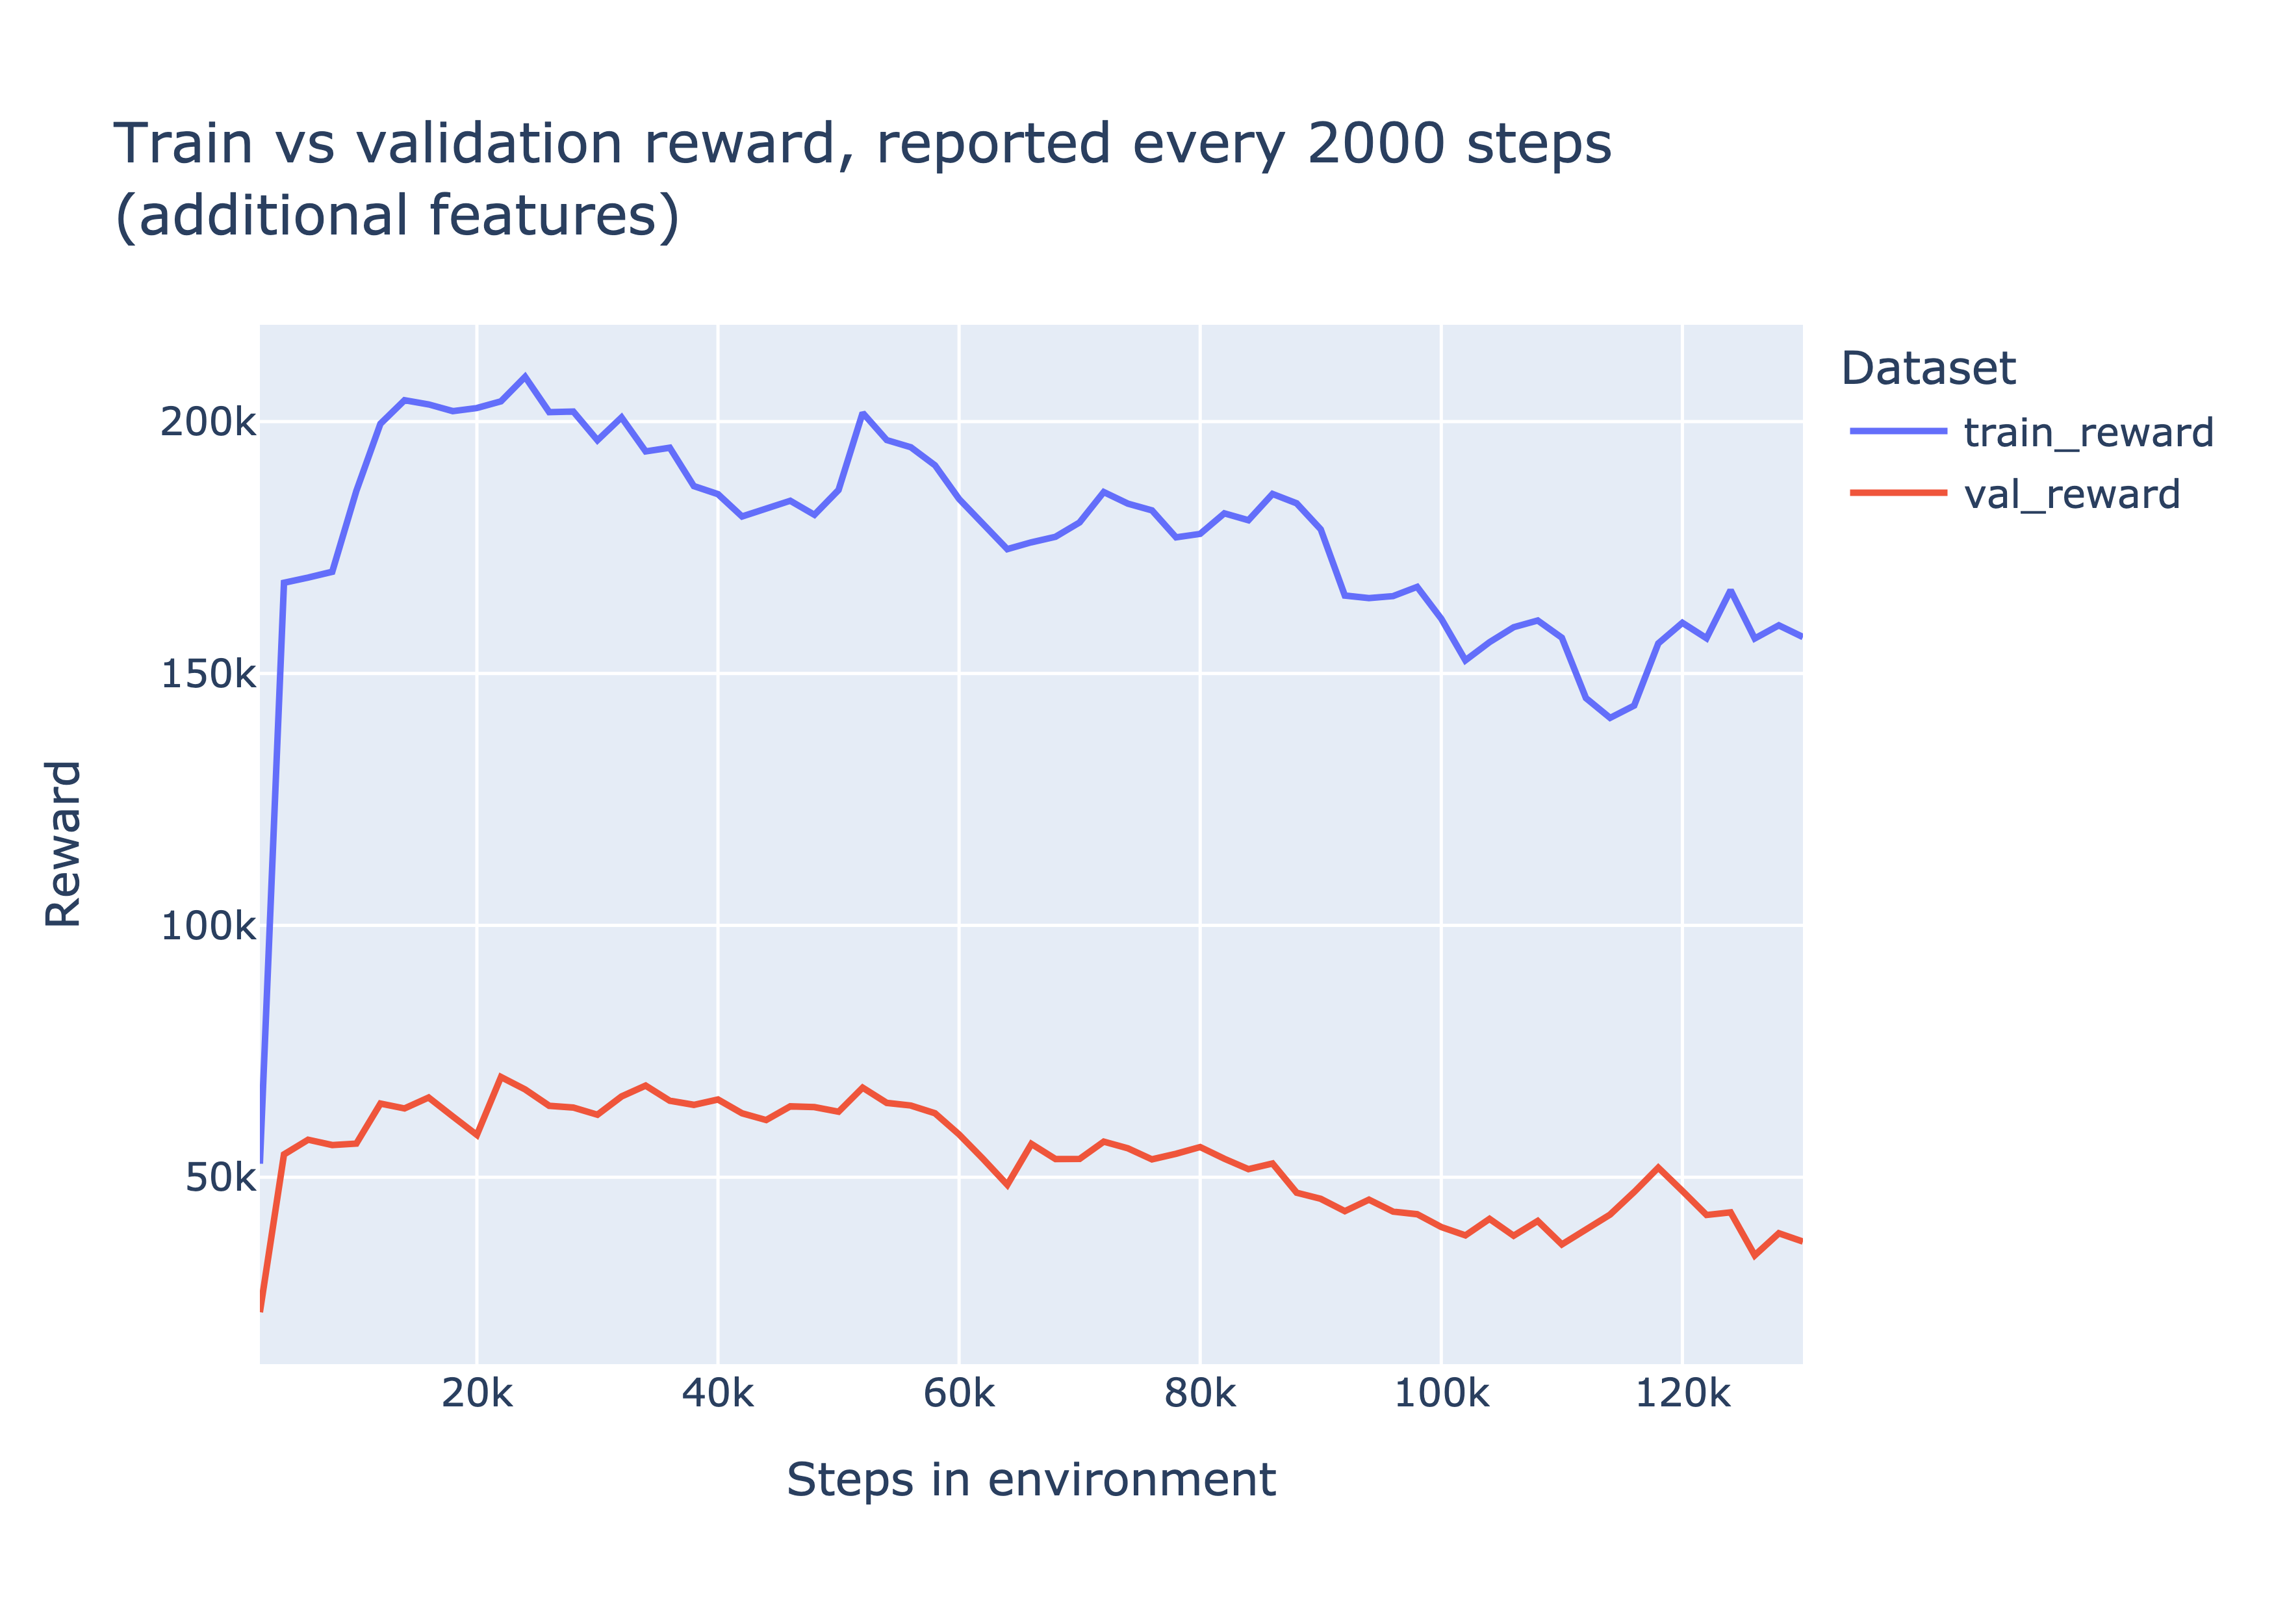 Train vs validation reward, reported every 2000 steps
(additional features)
Dataset
train_reward
val_reward
200k
150k
100k
50k
Reward
20k 40k 60k 80k 100k 120k
Steps in environment